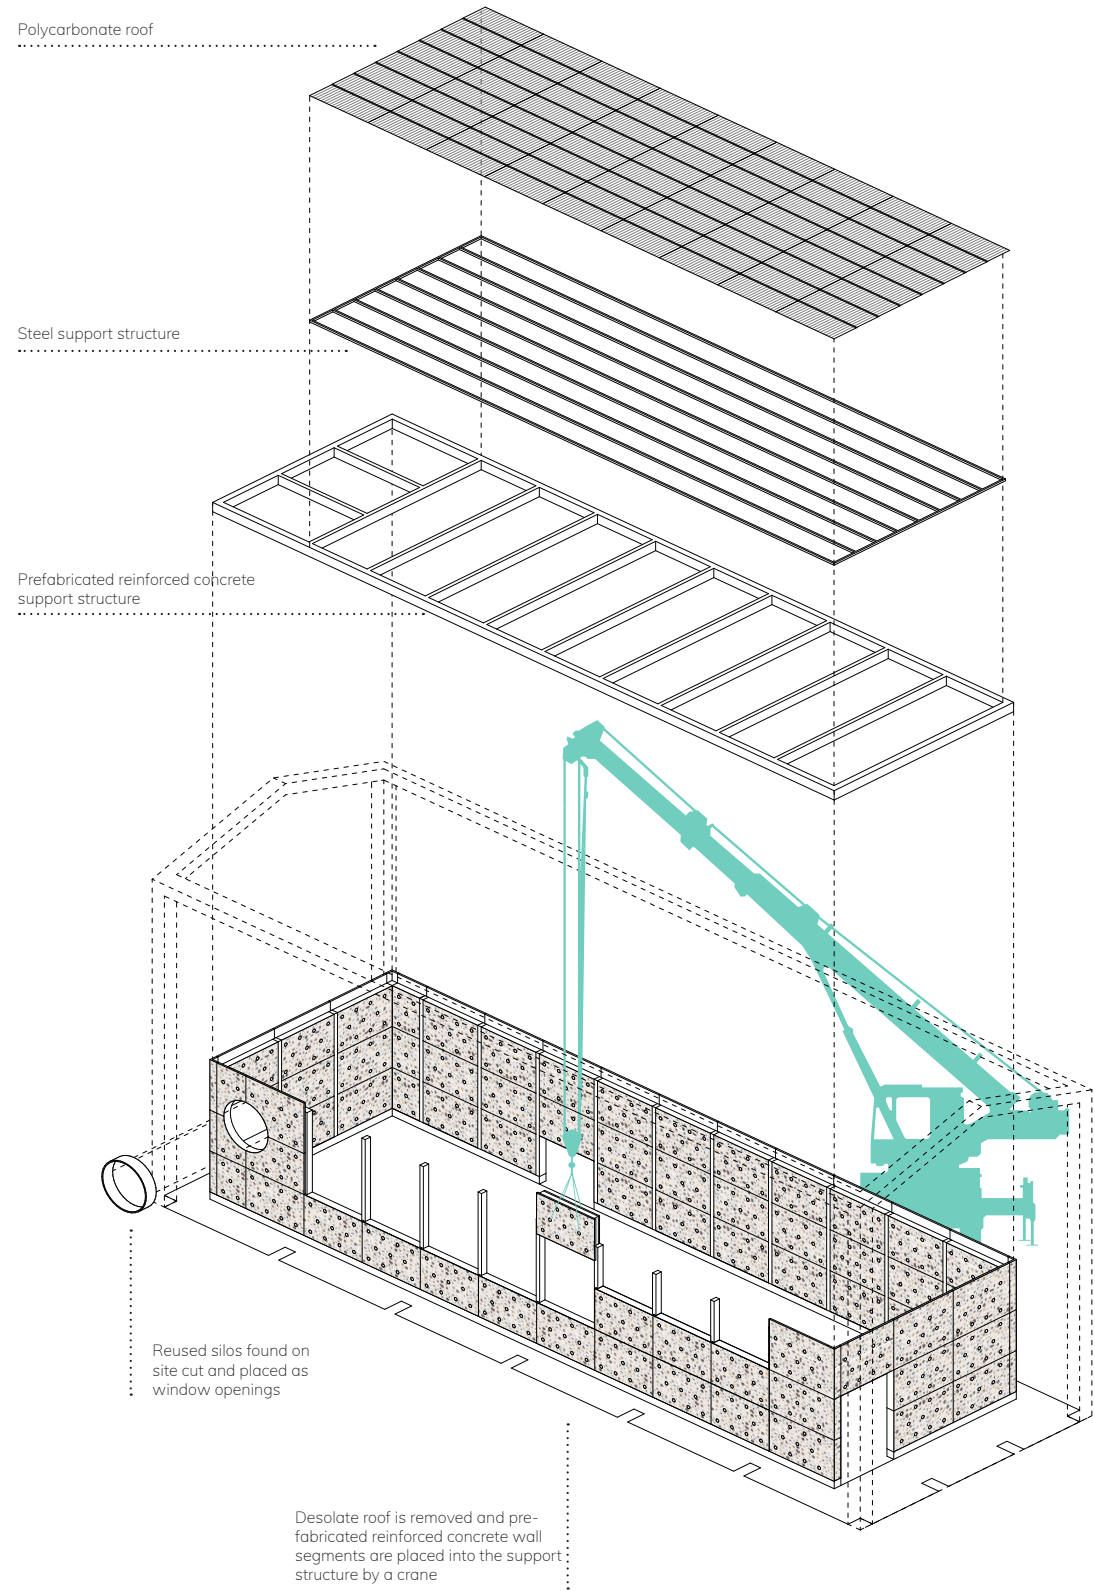 Polycarbonate roof
Steel support structure
Prefabricated reinforced concrete
support structure
Reused silos found on
site cut and placed as
window openings
Desolate roof is removed and pre-
fabricated reinforced concrete wall
segments are placed into the support
structure by a crane